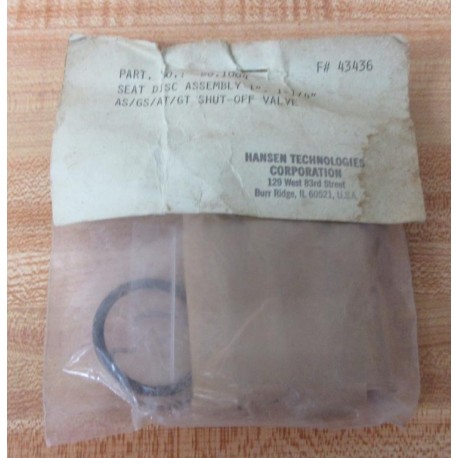 PART. F# 43436
SEAT DISC ASSEMBLY
AS/GS/AT/GT SHUT-OFF VALVE
HANSEN TECHNOLOGIES
CORPORATION
129 West 83rd Street
Burr Ridge, IL 60521, U.S.A.